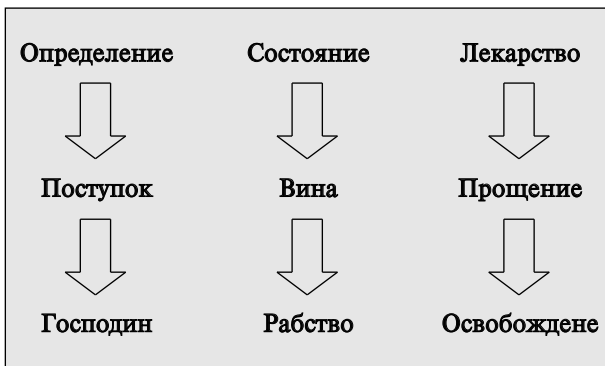 Определение Состояние Лекарство
Поступок Вина Прощение
Господин Рабство Освобождене